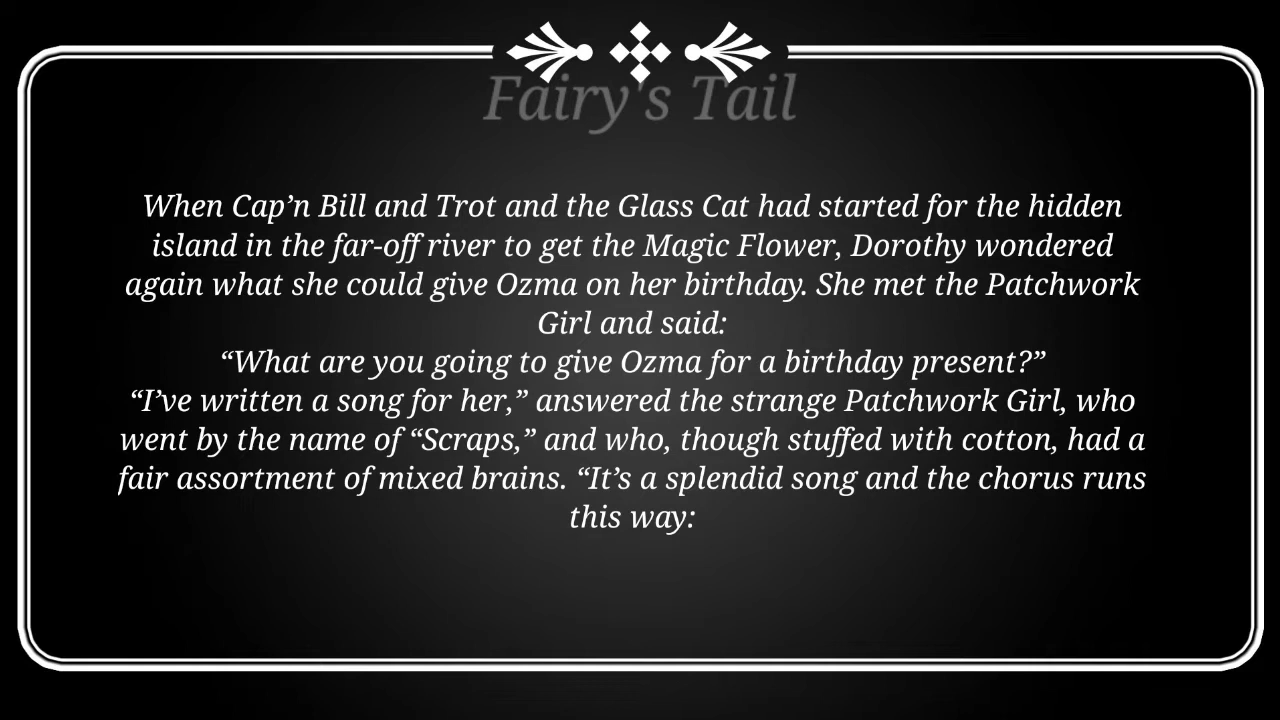 Fairy's Tail
When Cap’n Bill and Trot and the Glass Cat had started for the hidden
island in the far-off river to get the Magic Flower, Dorothy wondered
again what she could give Ozma on her birthday. She met the Patchwork
Girl and said:
“What are you going to give Ozma for a birthday present?”
“I’ve written a song for her,” answered the strange Patchwork Girl, who
went by the name of “Scraps,” and who, though stuffed with cotton, had a
fair assortment of mixed brains. “It’s a splendid song and the chorus runs
this way: